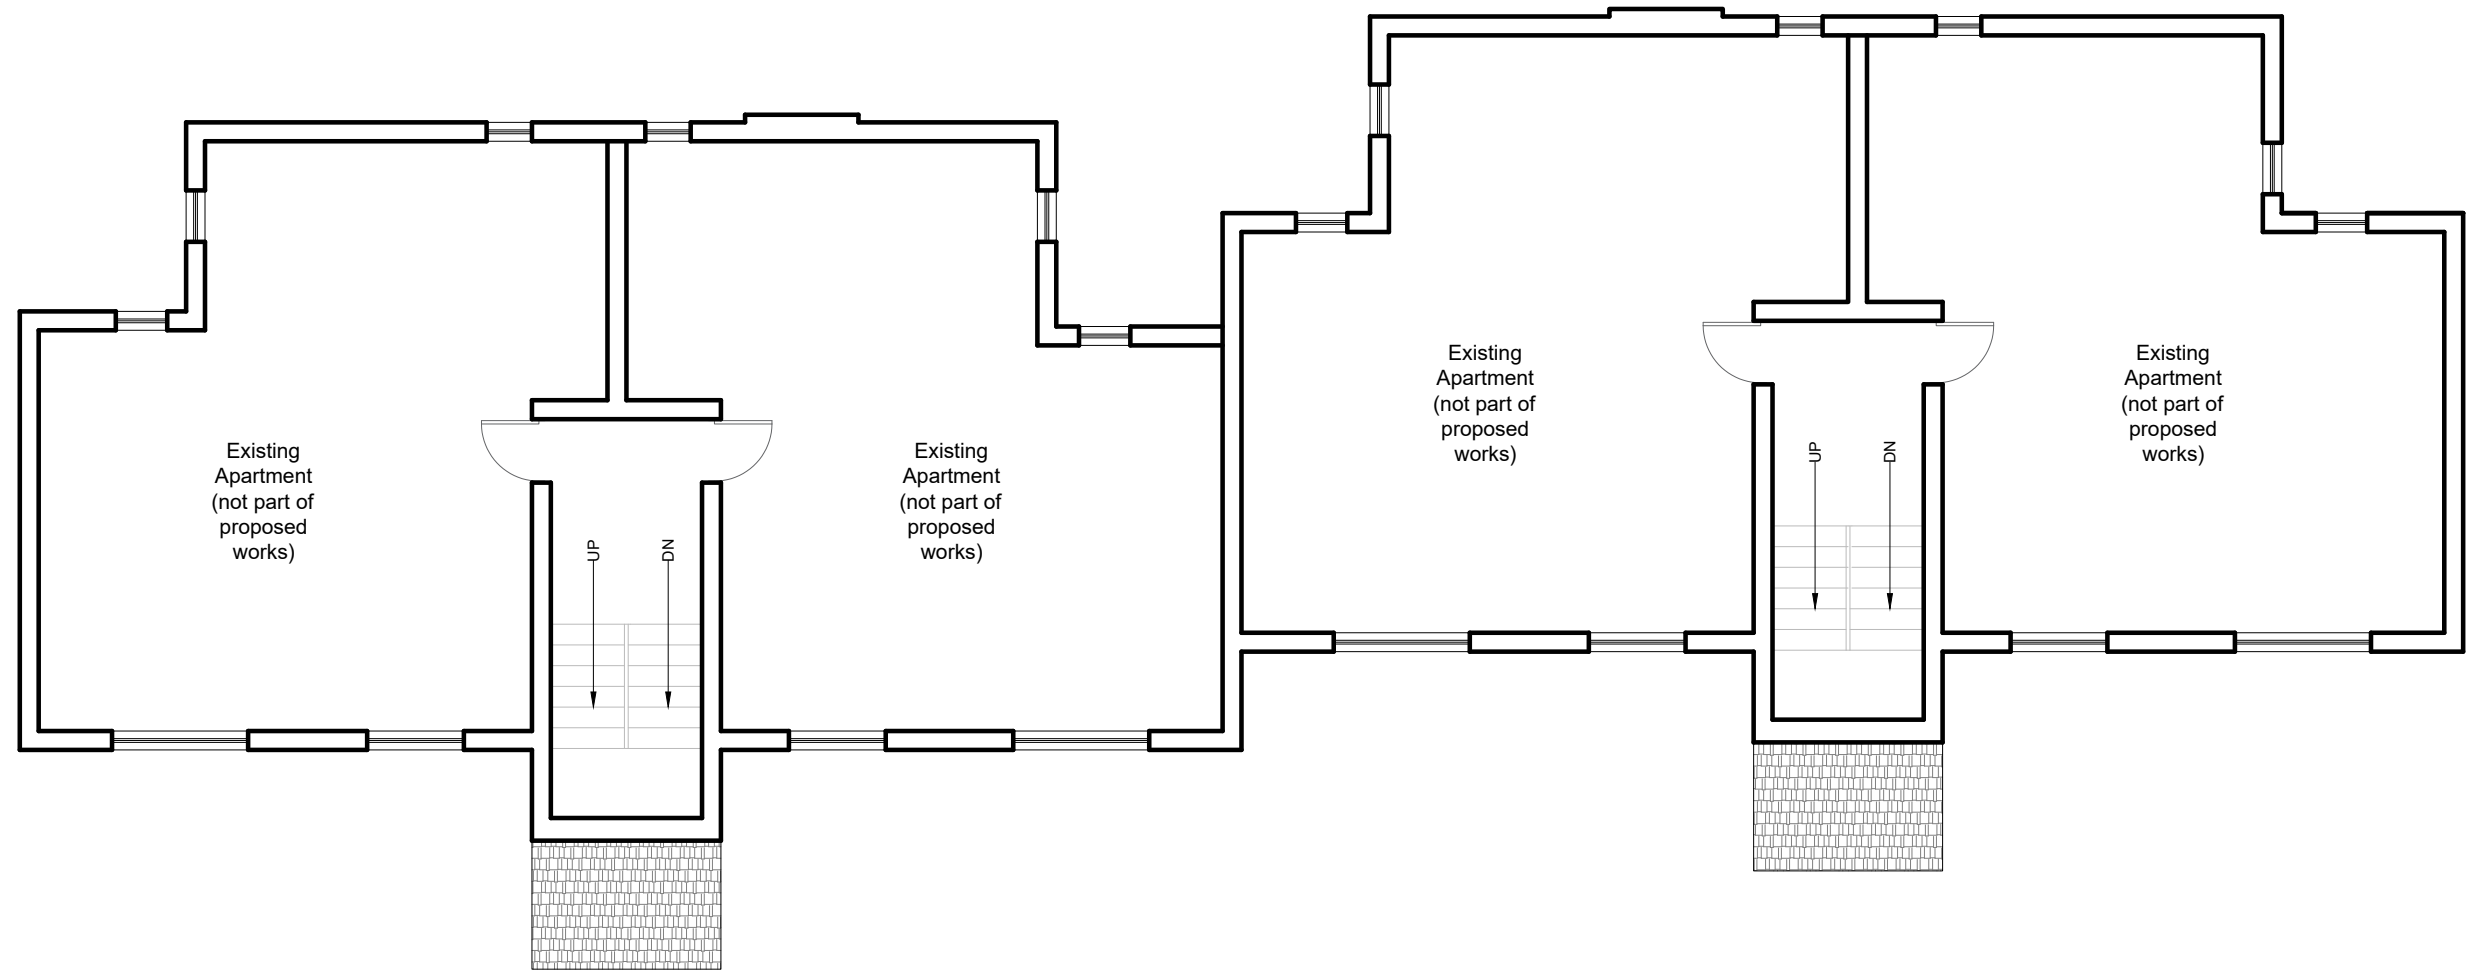 Existing
Apartment
(not part of
proposed
works)
UP
DN
Existing
Apartment
(not part of
proposed
works)
Existing
Apartment
(not part of
proposed
works)
UP
DN
Existing
Apartment
(not part of
proposed
works)